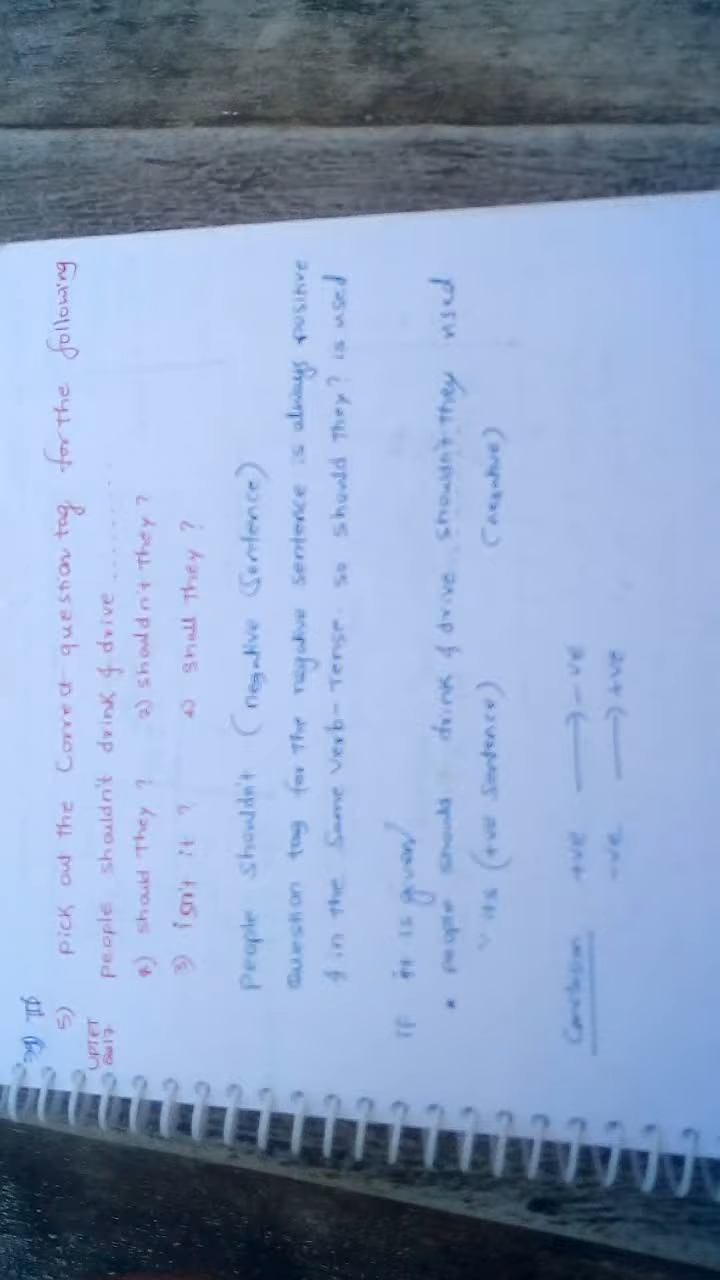 5) pick out the Correct question tag for the following
UPTET
2017
people shouldn't drink & drive ..........
1) should They ? 2) shouldn't they?
3) isn't it ? 4) shall they ?
People shouldn't (negative Sentence)
Question tag for the negative sentence is always positive
& in the same verb-Tense. so should they? is used
If it is given/
* people should drink & drive. shouldn't they used
∵ its (+ve Sentence) (negative)
Conclusion +ve ⟶ -ve
-ve ⟶ +ve